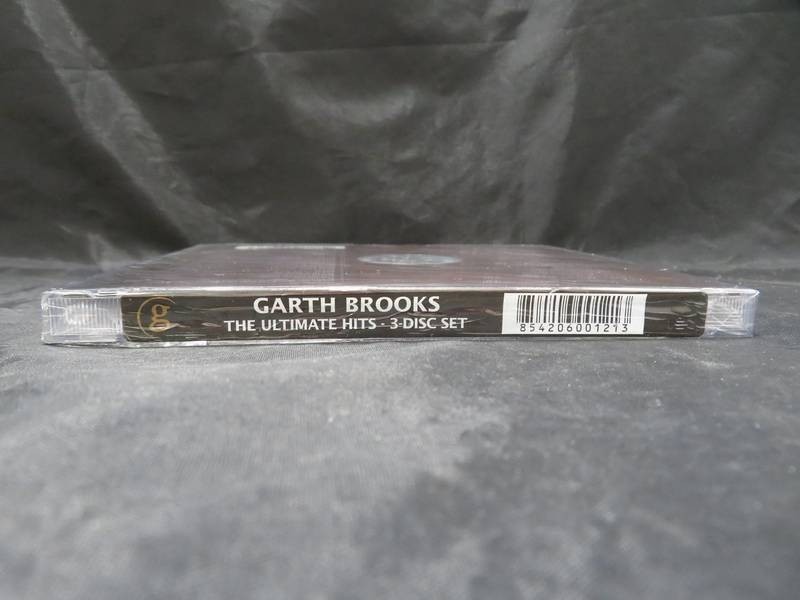 g
GARTH BROOKS
THE ULTIMATE HITS · 3-DISC SET
854206001213